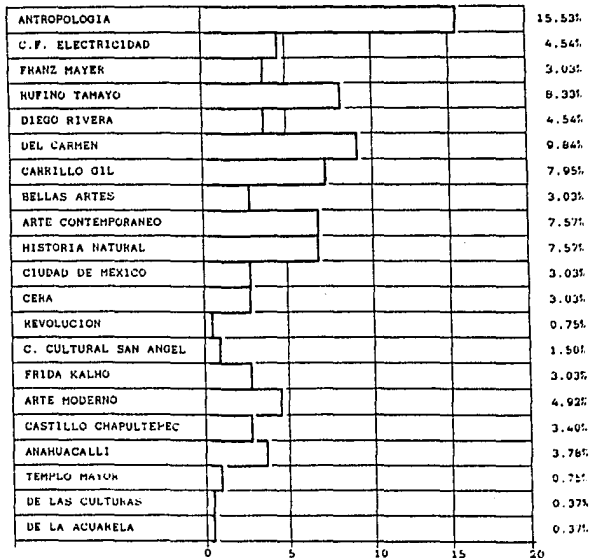 ANTROPOLOGIA 15.53%
C.F. ELECTRICIDAD 4.54%
FRANZ MAYER 3.03%
RUFINO TAMAYO 8.33%
DIEGO RIVERA 4.54%
DEL CARMEN 9.84%
CARRILLO GIL 7.95%
BELLAS ARTES 3.03%
ARTE CONTEMPORANEO 7.57%
HISTORIA NATURAL 7.57%
CIUDAD DE MEXICO 3.03%
CERA 3.03%
REVOLUCION 0.75%
C. CULTURAL SAN ANGEL 1.50%
FRIDA KALHO 3.03%
ARTE MODERNO 4.92%
CASTILLO CHAPULTEPEC 3.40%
ANAHUACALLI 3.78%
TEMPLO MAYOR 0.75%
DE LAS CULTURAS 0.37%
DE LA ACUARELA 0.37%
0 5 10 15 20